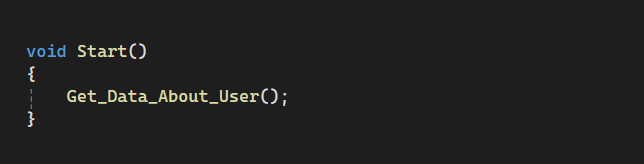 void Start()
{
    Get_Data_About_User();
}